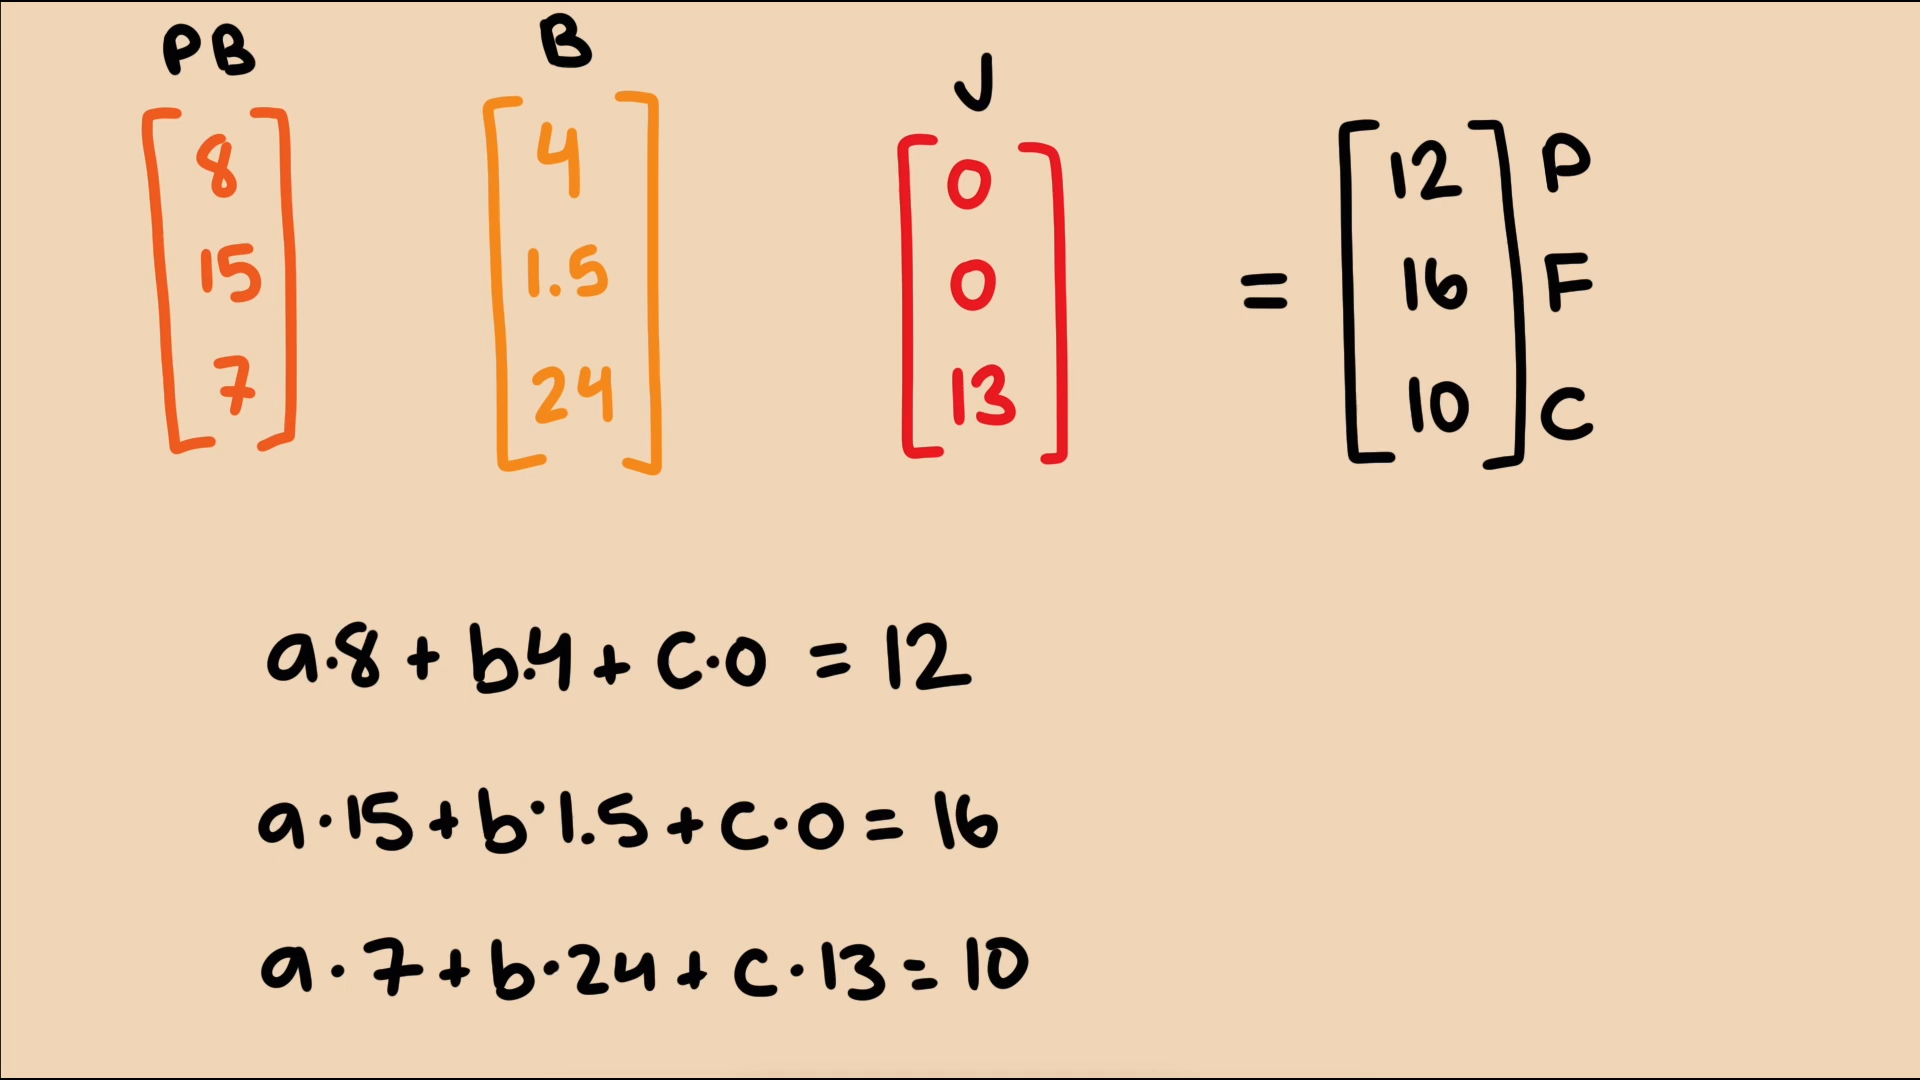 PB B J
[8 15 7] [4 1.5 24] [0 0 13] = [12 16 10] P F C
a·8 + b·4 + c·0 = 12
a·15 + b·1.5 + c·0 = 16
a·7 + b·24 + c·13 = 10